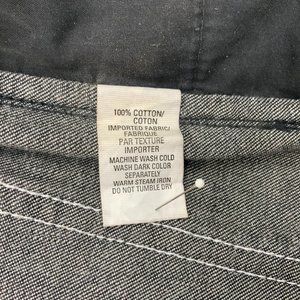 100% COTTON/
COTON
IMPORTED FABRIC/
FABRIQUE
PAR TEXTURE
IMPORTER
MACHINE WASH COLD
WASH DARK COLOR
SEPARATELY
WARM STEAM IRON
DO NOT TUMBLE DRY